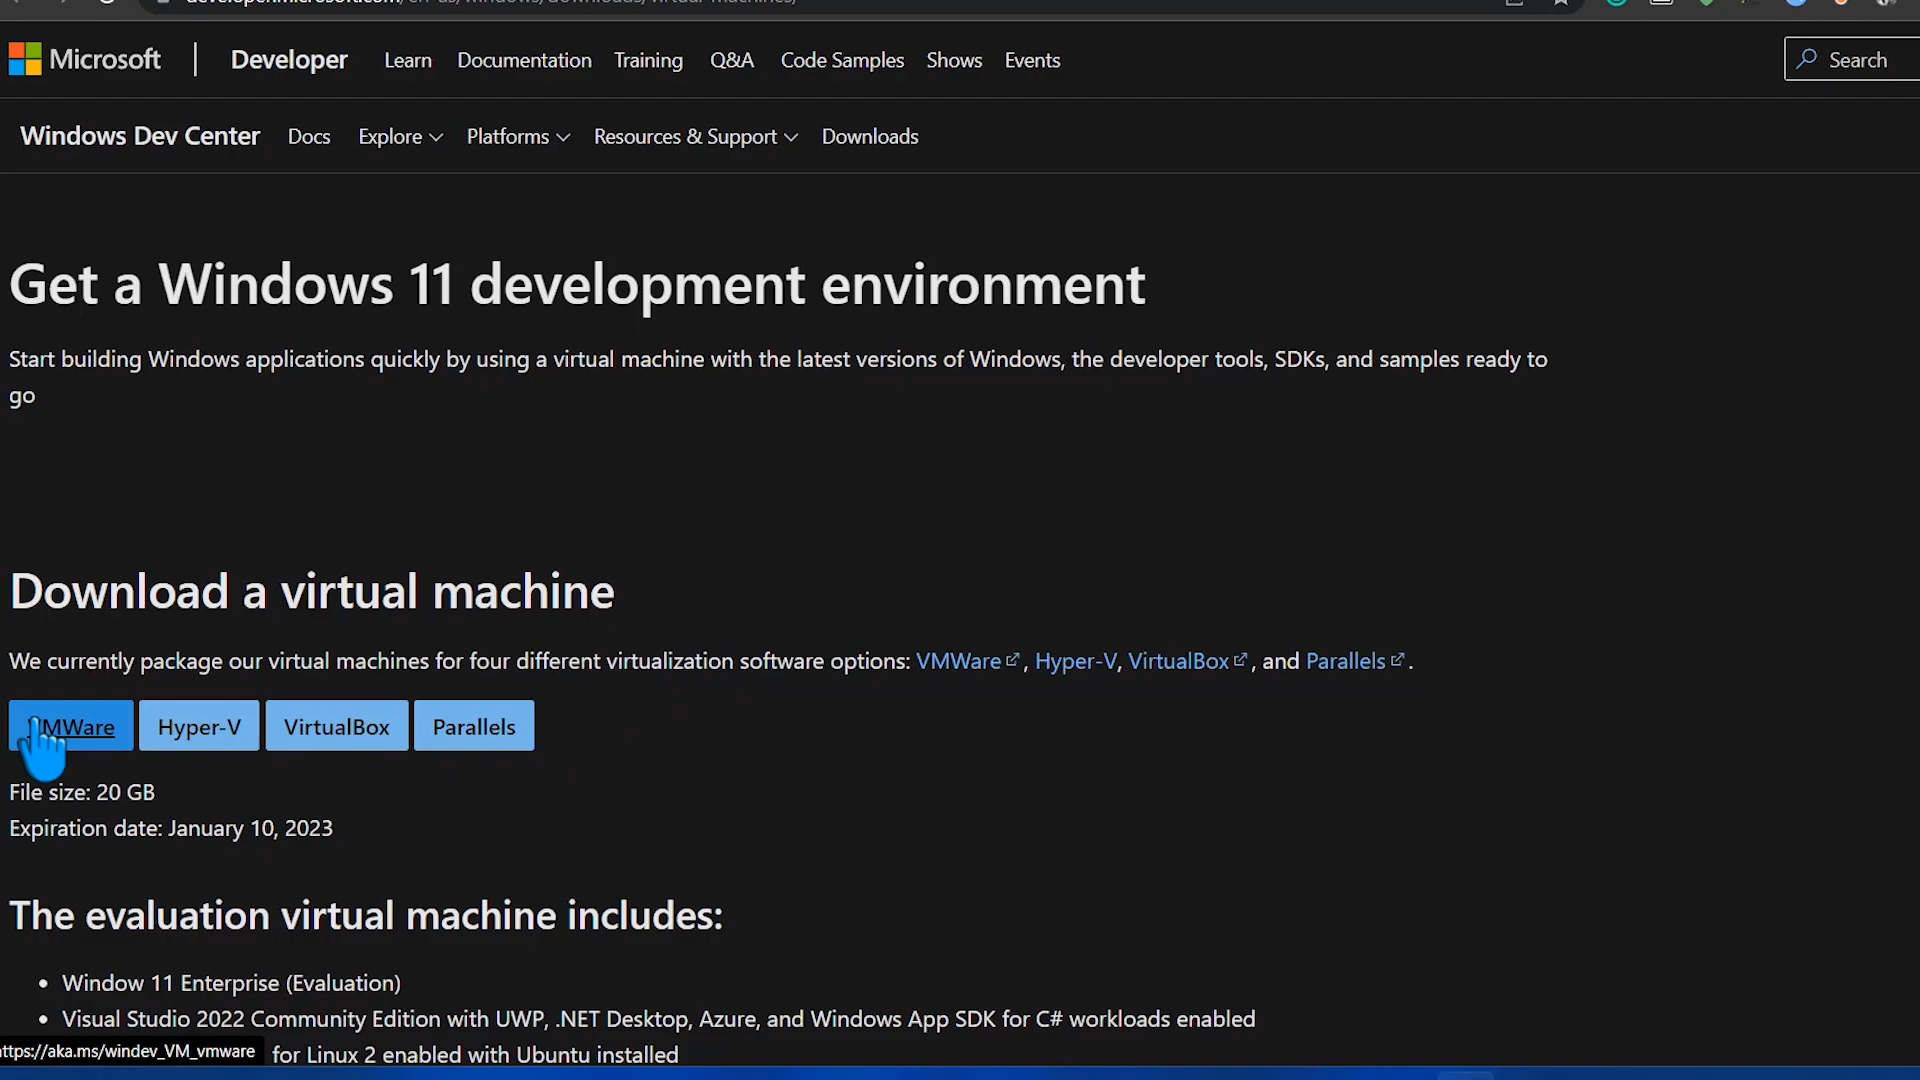 Microsoft Developer Learn Documentation Training Q&A Code Samples Shows Events Search
Windows Dev Center Docs Explore Platforms Resources & Support Downloads
Get a Windows 11 development environment
Start building Windows applications quickly by using a virtual machine with the latest versions of Windows, the developer tools, SDKs, and samples ready to
go
Download a virtual machine
We currently package our virtual machines for four different virtualization software options: VMWare, Hyper-V, VirtualBox, and Parallels.
VMWare Hyper-V VirtualBox Parallels
File size: 20 GB
Expiration date: January 10, 2023
The evaluation virtual machine includes:
• Window 11 Enterprise (Evaluation)
• Visual Studio 2022 Community Edition with UWP, .NET Desktop, Azure, and Windows App SDK for C# workloads enabled
for Linux 2 enabled with Ubuntu installed
ttps://aka.ms/windev_VM_vmware